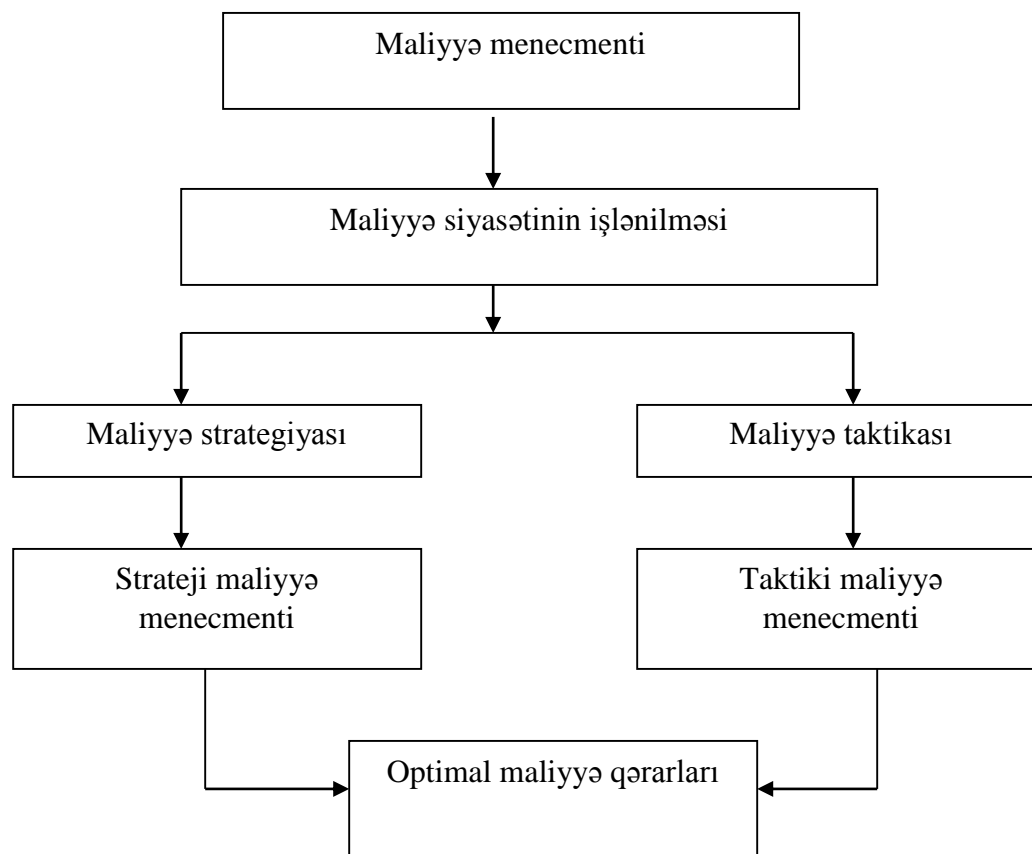 Maliyyə menecmenti
Maliyyə siyasətinin işlənilməsi
Maliyyə strategiyası
Maliyyə taktikası
Strateji maliyyə
menecmenti
Taktiki maliyyə
menecmenti
Optimal maliyyə qərarları